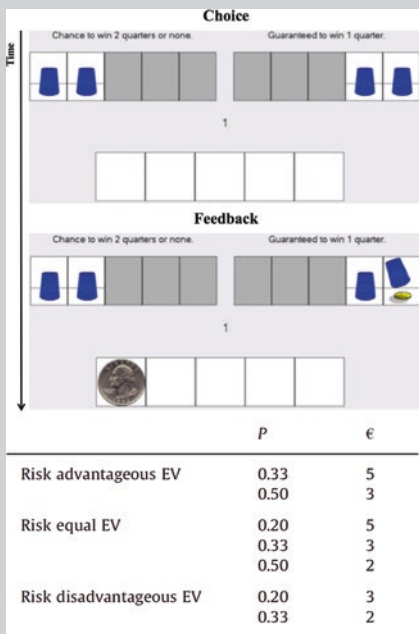 Choice
Time
Chance to win 2 quarters or none. Guaranteed to win 1 quarter.
1
Feedback
Chance to win 2 quarters or none. Guaranteed to win 1 quarter.
1
P €
Risk advantageous EV 0.33 5
0.50 3
Risk equal EV 0.20 5
0.33 3
0.50 2
Risk disadvantageous EV 0.20 3
0.33 2